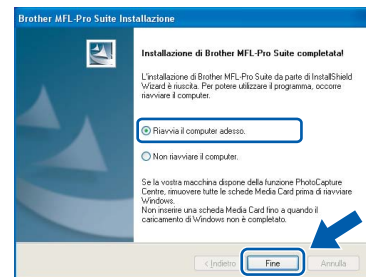 Brother MFL-Pro Suite Installazione
Installazione di Brother MFL-Pro Suite completata!
L'installazione di Brother MFL-Pro Suite da parte di InstallShield
Wizard è riuscita. Per potere utilizzare il programma, occorre
riavviare il computer.
Riavvia il computer adesso.
Non riavviare il computer.
Se la vostra macchina dispone della funzione PhotoCapture
Centre, rimuovere tutte le schede Media Card prima di riavviare
Windows.
Non inserire una scheda Media Card fino a quando il
caricamento di Windows non è completato.
< Indietro Fine Annulla